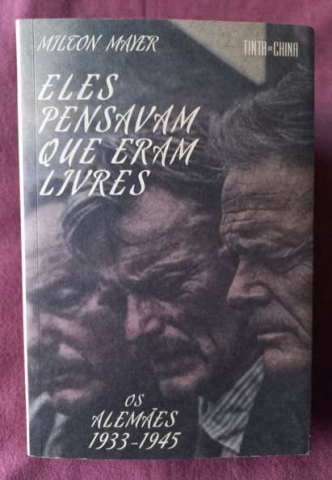 MILTON MAYER
TINTA DA CHINA
ELES
PENSAVAM
QUE ERAM
LIVRES
OS
ALEMÃES
1933-1945